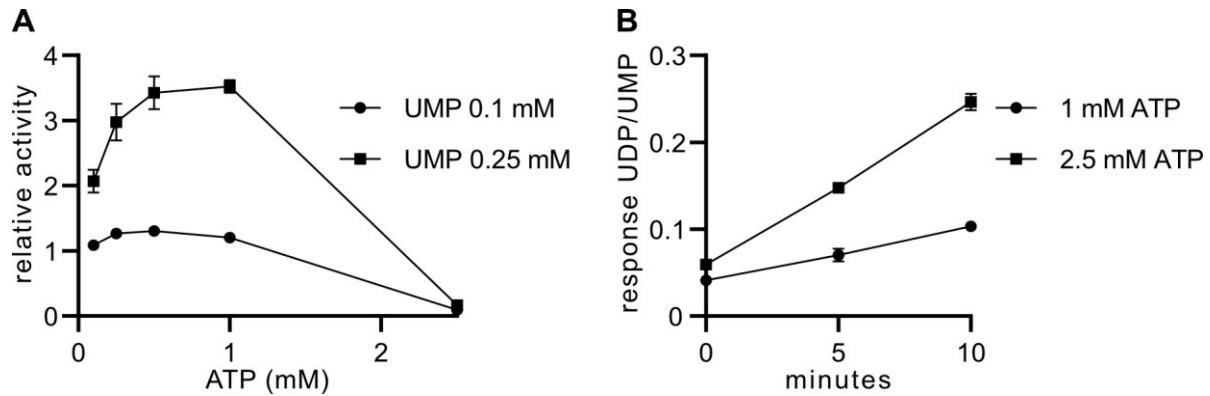 A
relative activity
4
3
2
1
0
0 1 2
ATP (mM)
UMP 0.1 mM
UMP 0.25 mM
B
response UDP/UMP
0.3
0.2
0.1
0
0 5 10
minutes
1 mM ATP
2.5 mM ATP